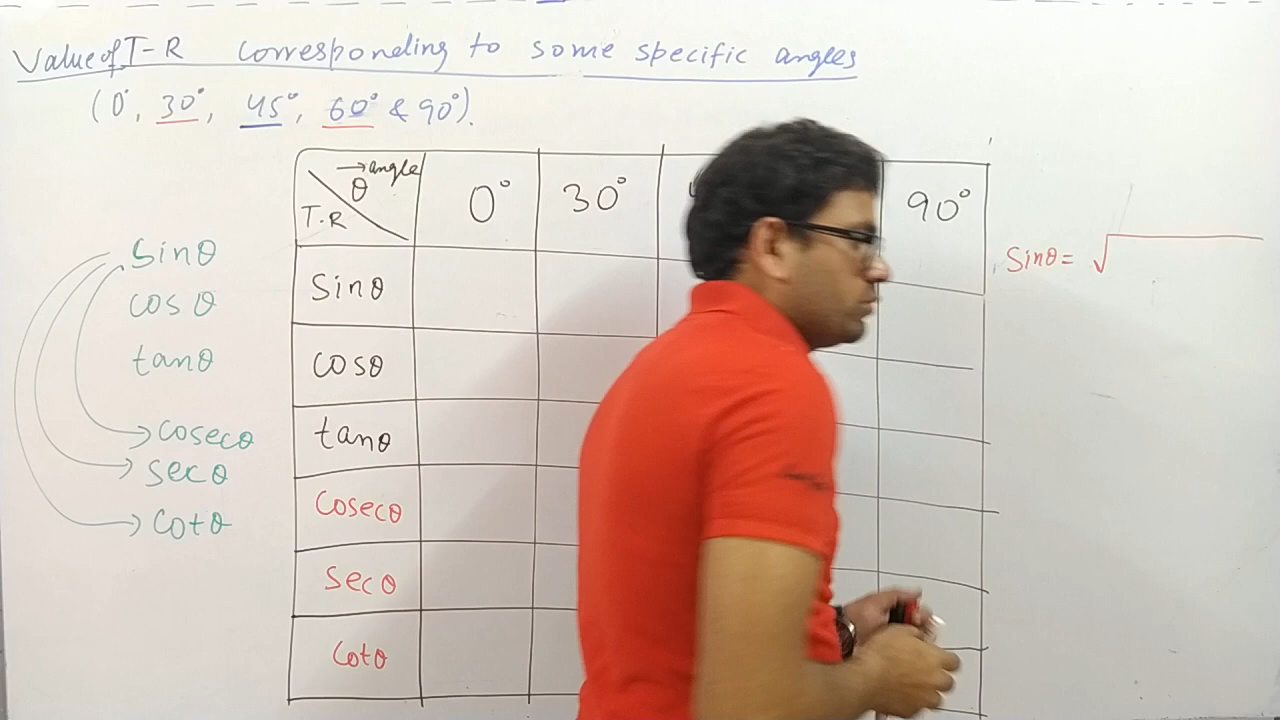 Value of T-R corresponding to some specific angles
(0°, 30°, 45°, 60° & 90°).
→angle
θ
T-R
0° 30° 90°
Sinθ
cosθ
tanθ
cosecθ
secθ
cotθ
Sinθ
cosθ
tanθ
Cosecθ
Secθ
Cotθ
Sinθ = √